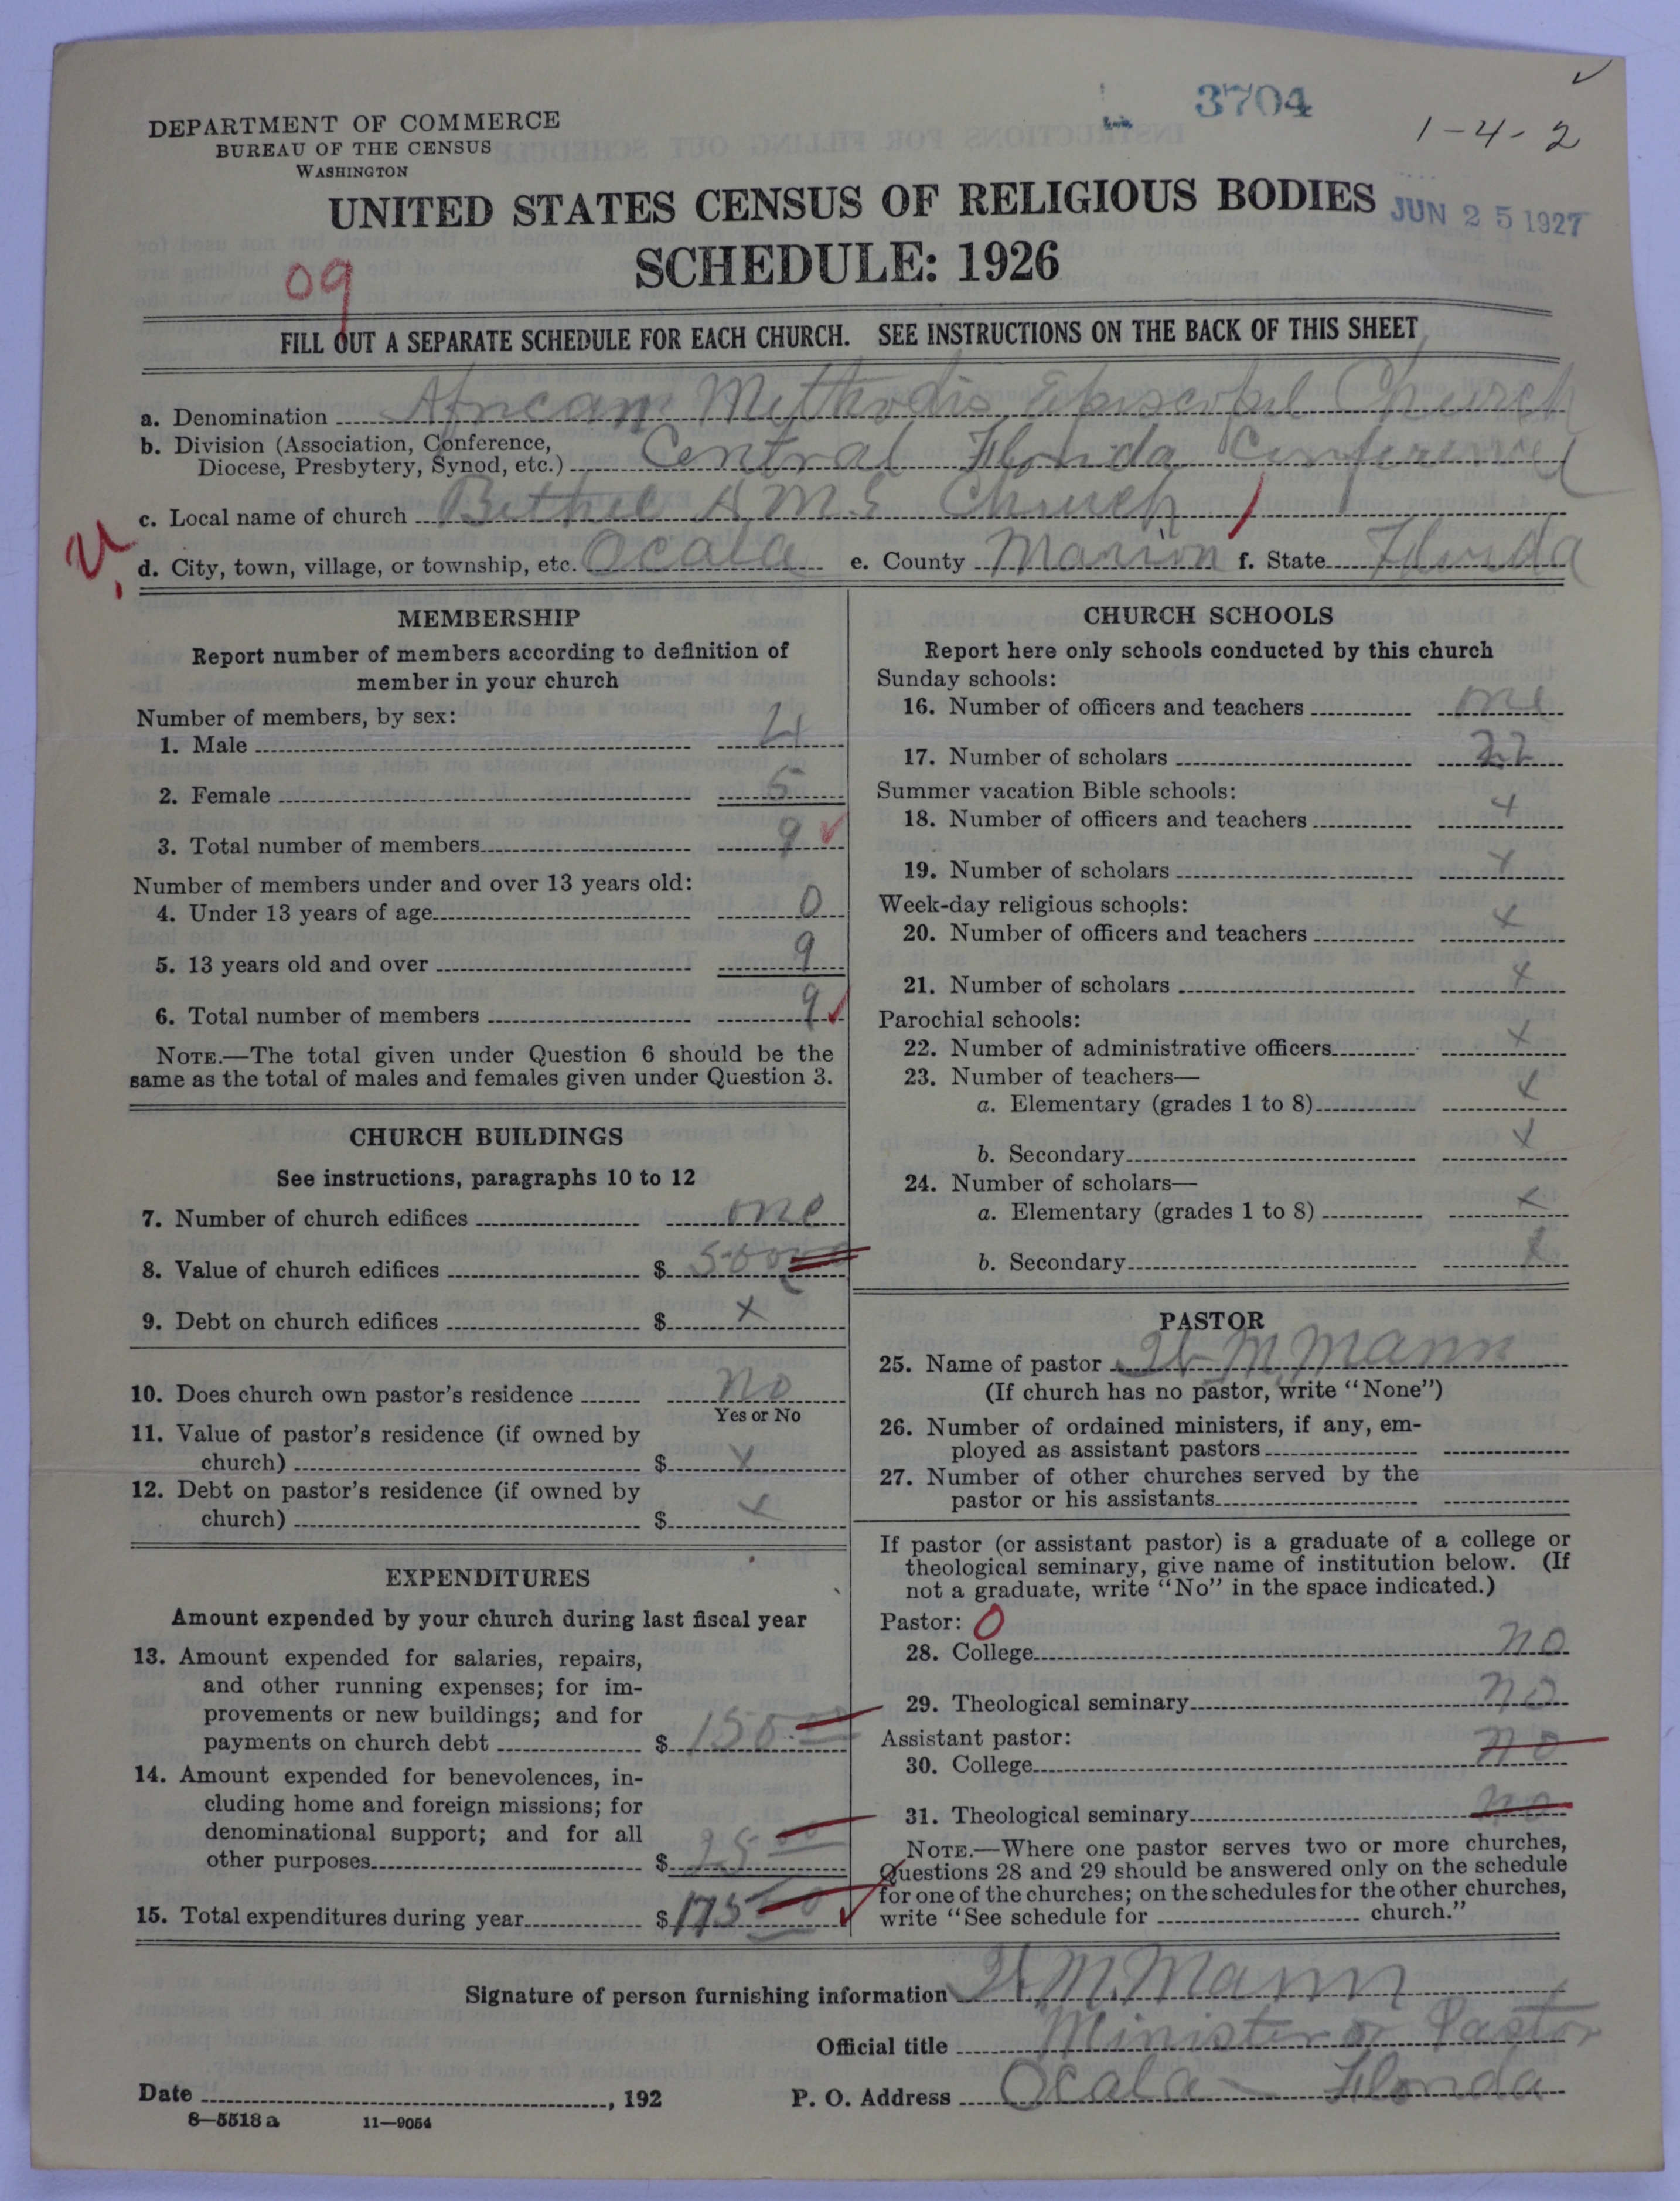 3704
1-4-2
DEPARTMENT OF COMMERCE
BUREAU OF THE CENSUS
WASHINGTON
UNITED STATES CENSUS OF RELIGIOUS BODIES
JUN 25 1927
SCHEDULE: 1926
09
FILL OUT A SEPARATE SCHEDULE FOR EACH CHURCH. SEE INSTRUCTIONS ON THE BACK OF THIS SHEET
a. Denomination African Methodis Episcopel Church
b. Division (Association, Conference,
Diocese, Presbytery, Synod, etc.) Central Florida Conference
c. Local name of church Bethel A M E Church
d. City, town, village, or township, etc. Ocala e. County Marion f. State Florida
MEMBERSHIP
Report number of members according to definition of
member in your church
Number of members, by sex:
1. Male 4
2. Female 5
3. Total number of members 9 ✓
Number of members under and over 13 years old:
4. Under 13 years of age 0
5. 13 years old and over 9
6. Total number of members 9 ✓
NOTE.—The total given under Question 6 should be the
same as the total of males and females given under Question 3.
CHURCH BUILDINGS
See instructions, paragraphs 10 to 12
7. Number of church edifices one
8. Value of church edifices $
9. Debt on church edifices $ x
10. Does church own pastor's residence no
Yes or No
11. Value of pastor's residence (if owned by
church) $ x
12. Debt on pastor's residence (if owned by
church) $ x
EXPENDITURES
Amount expended by your church during last fiscal year
13. Amount expended for salaries, repairs,
and other running expenses; for im-
provements or new buildings; and for
payments on church debt $ 150.00
14. Amount expended for benevolences, in-
cluding home and foreign missions; for
denominational support; and for all
other purposes $ 25 00
15. Total expenditures during year $ 175 00 ✓
CHURCH SCHOOLS
Report here only schools conducted by this church
Sunday schools:
16. Number of officers and teachers one
17. Number of scholars 22
Summer vacation Bible schools:
18. Number of officers and teachers x
19. Number of scholars x
Week-day religious schools:
20. Number of officers and teachers x
21. Number of scholars x
Parochial schools:
22. Number of administrative officers x
23. Number of teachers—
a. Elementary (grades 1 to 8) x
b. Secondary x
24. Number of scholars—
a. Elementary (grades 1 to 8) x
b. Secondary x
PASTOR
25. Name of pastor M Mann
(If church has no pastor, write "None")
26. Number of ordained ministers, if any, em-
ployed as assistant pastors
27. Number of other churches served by the
pastor or his assistants
If pastor (or assistant pastor) is a graduate of a college or
theological seminary, give name of institution below. (If
not a graduate, write "No" in the space indicated.)
Pastor: 0
28. College no
29. Theological seminary no
Assistant pastor:
30. College no
31. Theological seminary no
NOTE.—Where one pastor serves two or more churches,
Questions 28 and 29 should be answered only on the schedule
for one of the churches; on the schedules for the other churches,
write "See schedule for church."
Signature of person furnishing information M Mann
Official title Minister or Pastor
Date , 192 P. O. Address Ocala - Florida
8—5518 a 11—9054